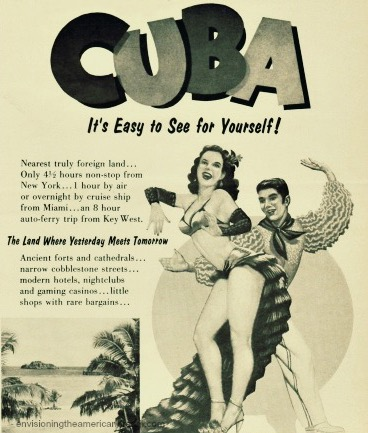 CUBA
It's Easy to See for Yourself!
Nearest truly foreign land...
Only 4½ hours non-stop from
New York...1 hour by air
or overnight by cruise ship
from Miami...an 8 hour
auto-ferry trip from Key West.
The Land Where Yesterday Meets Tomorrow
Ancient forts and cathedrals...
narrow cobblestone streets...
modern hotels, nightclubs
and gaming casinos...little
shops with rare bargains...